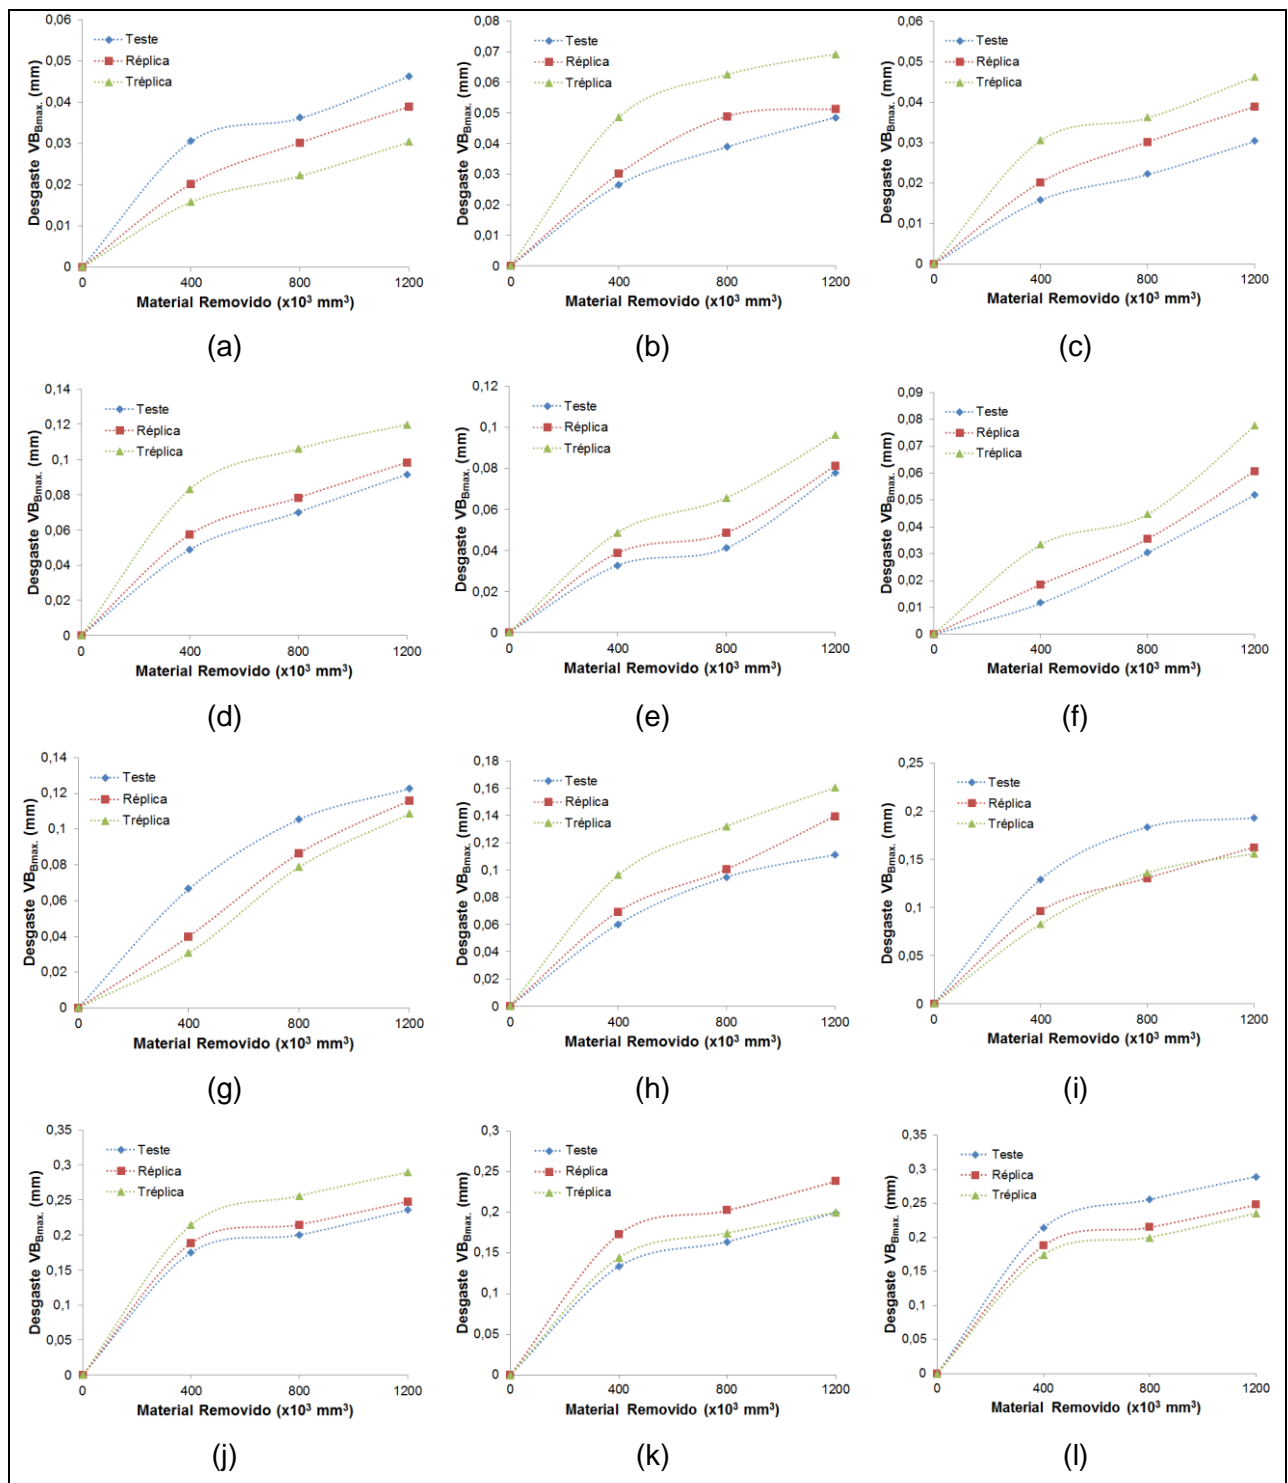 0,06
0,05
0,04
0,03
0,02
0,01
0
0 400 800 1200
Desgaste VBBmax. (mm)
Material Removido (x10³ mm³)
Teste
Réplica
Tréplica
(a)
0,08
0,07
0,06
0,05
0,04
0,03
0,02
0,01
0
0 400 800 1200
Desgaste VBBmax. (mm)
Material Removido (x10³ mm³)
Teste
Réplica
Tréplica
(b)
0,06
0,05
0,04
0,03
0,02
0,01
0
0 400 800 1200
Desgaste VBBmax. (mm)
Material Removido (x10³ mm³)
Teste
Réplica
Tréplica
(c)
0,14
0,12
0,1
0,08
0,06
0,04
0,02
0
0 400 800 1200
Desgaste VBBmax. (mm)
Material Removido (x10³ mm³)
Teste
Réplica
Tréplica
(d)
0,12
0,1
0,08
0,06
0,04
0,02
0
0 400 800 1200
Desgaste VBBmax. (mm)
Material Removido (x10³ mm³)
Teste
Réplica
Tréplica
(e)
0,09
0,08
0,07
0,06
0,05
0,04
0,03
0,02
0,01
0
0 400 800 1200
Desgaste VBBmax. (mm)
Material Removido (x10³ mm³)
Teste
Réplica
Tréplica
(f)
0,14
0,12
0,1
0,08
0,06
0,04
0,02
0
0 400 800 1200
Desgaste VBBmax. (mm)
Material Removido (x10³ mm³)
Teste
Réplica
Tréplica
(g)
0,18
0,16
0,14
0,12
0,1
0,08
0,06
0,04
0,02
0
0 400 800 1200
Desgaste VBBmax. (mm)
Material Removido (x10³ mm³)
Teste
Réplica
Tréplica
(h)
0,25
0,2
0,15
0,1
0,05
0
0 400 800 1200
Desgaste VBBmax. (mm)
Material Removido (x10³ mm³)
Teste
Réplica
Tréplica
(i)
0,35
0,3
0,25
0,2
0,15
0,1
0,05
0
0 400 800 1200
Desgaste VBBmax. (mm)
Material Removido (x10³ mm³)
Teste
Réplica
Tréplica
(j)
0,3
0,25
0,2
0,15
0,1
0,05
0
0 400 800 1200
Desgaste VBBmax. (mm)
Material Removido (x10³ mm³)
Teste
Réplica
Tréplica
(k)
0,35
0,3
0,25
0,2
0,15
0,1
0,05
0
0 400 800 1200
Desgaste VBBmax. (mm)
Material Removido (x10³ mm³)
Teste
Réplica
Tréplica
(l)